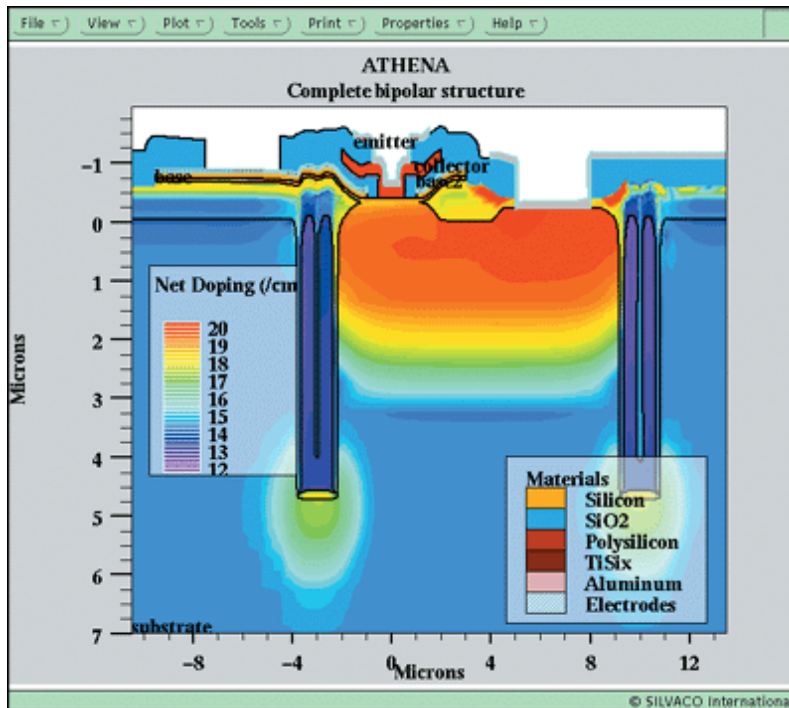 File View Plot Tools Print Properties Help
ATHENA
Complete bipolar structure
emitter
-1
collector
base
base2
0
Net Doping (/cm
1
20
19
2
18
17
Microns
16
3
15
14
13
4
12
Materials
Silicon
5
SiO2
Polysilicon
TiSix
6
Aluminum
Electrodes
substrate
7
-8 -4 0 4 8 12
Microns
© SILVACO Internationa